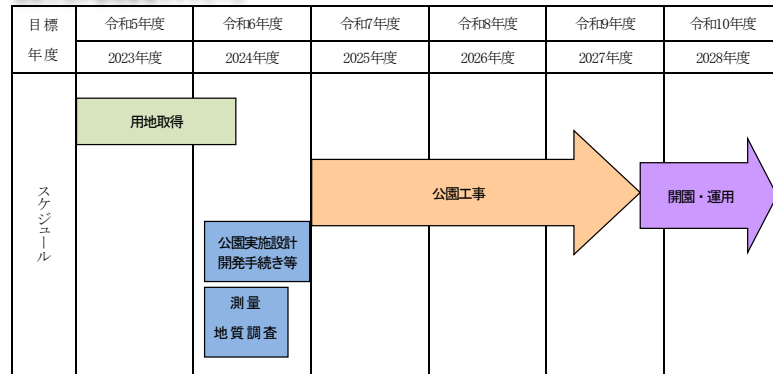 目標 令和5年度 令和6年度 令和7年度 令和8年度 令和9年度 令和10年度
年度 2023年度 2024年度 2025年度 2026年度 2027年度 2028年度
スケジュール
用地取得
公園工事
開園・運用
公園実施設計
開発手続き等
測量
地質調査